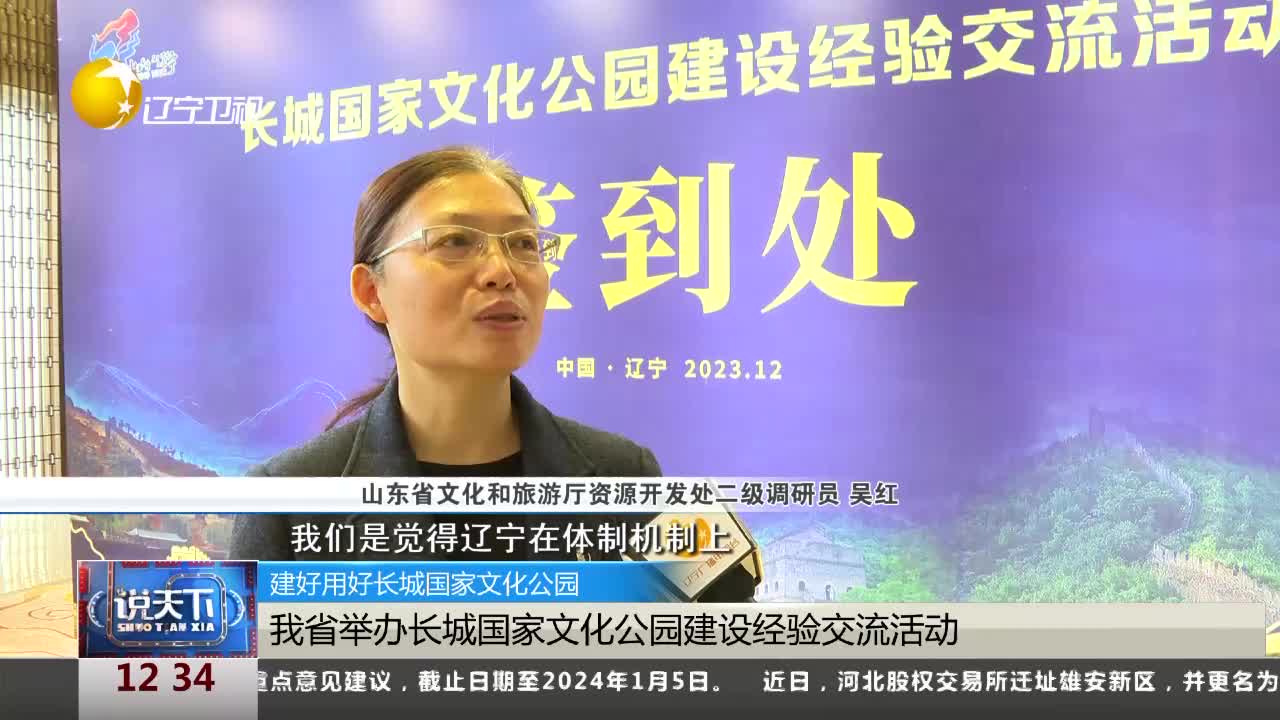 长城国家文化公园建设经验交流活动
辽宁卫视
签到处
中国·辽宁 2023.12
山东省文化和旅游厅资源开发处二级调研员 吴红
我们是觉得辽宁在体制机制上
建好用好长城国家文化公园
说天下
SHUO TIAN XIA
我省举办长城国家文化公园建设经验交流活动
12 34
重点意见建议，截止日期至2024年1月5日。 近日，河北股权交易所迁址雄安新区，并更名为